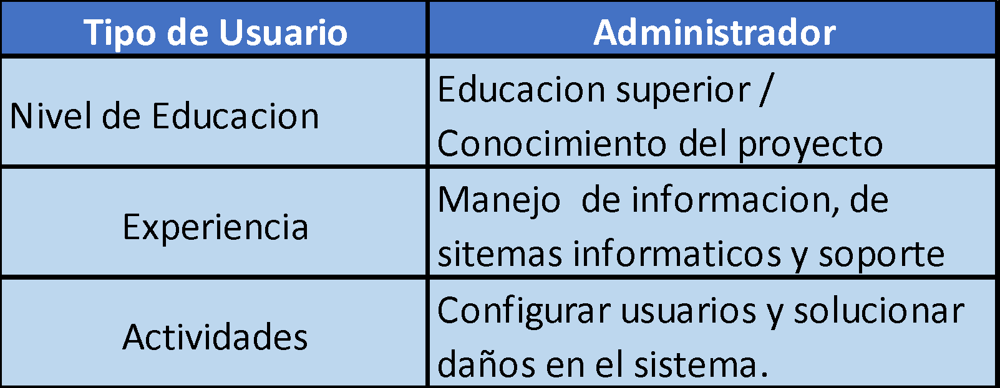 Tipo de Usuario
Administrador
Nivel de Educacion
Educacion superior /
Conocimiento del proyecto
Experiencia
Manejo  de informacion, de
sitemas informaticos y soporte
Actividades
Configurar usuarios y solucionar
daños en el sistema.